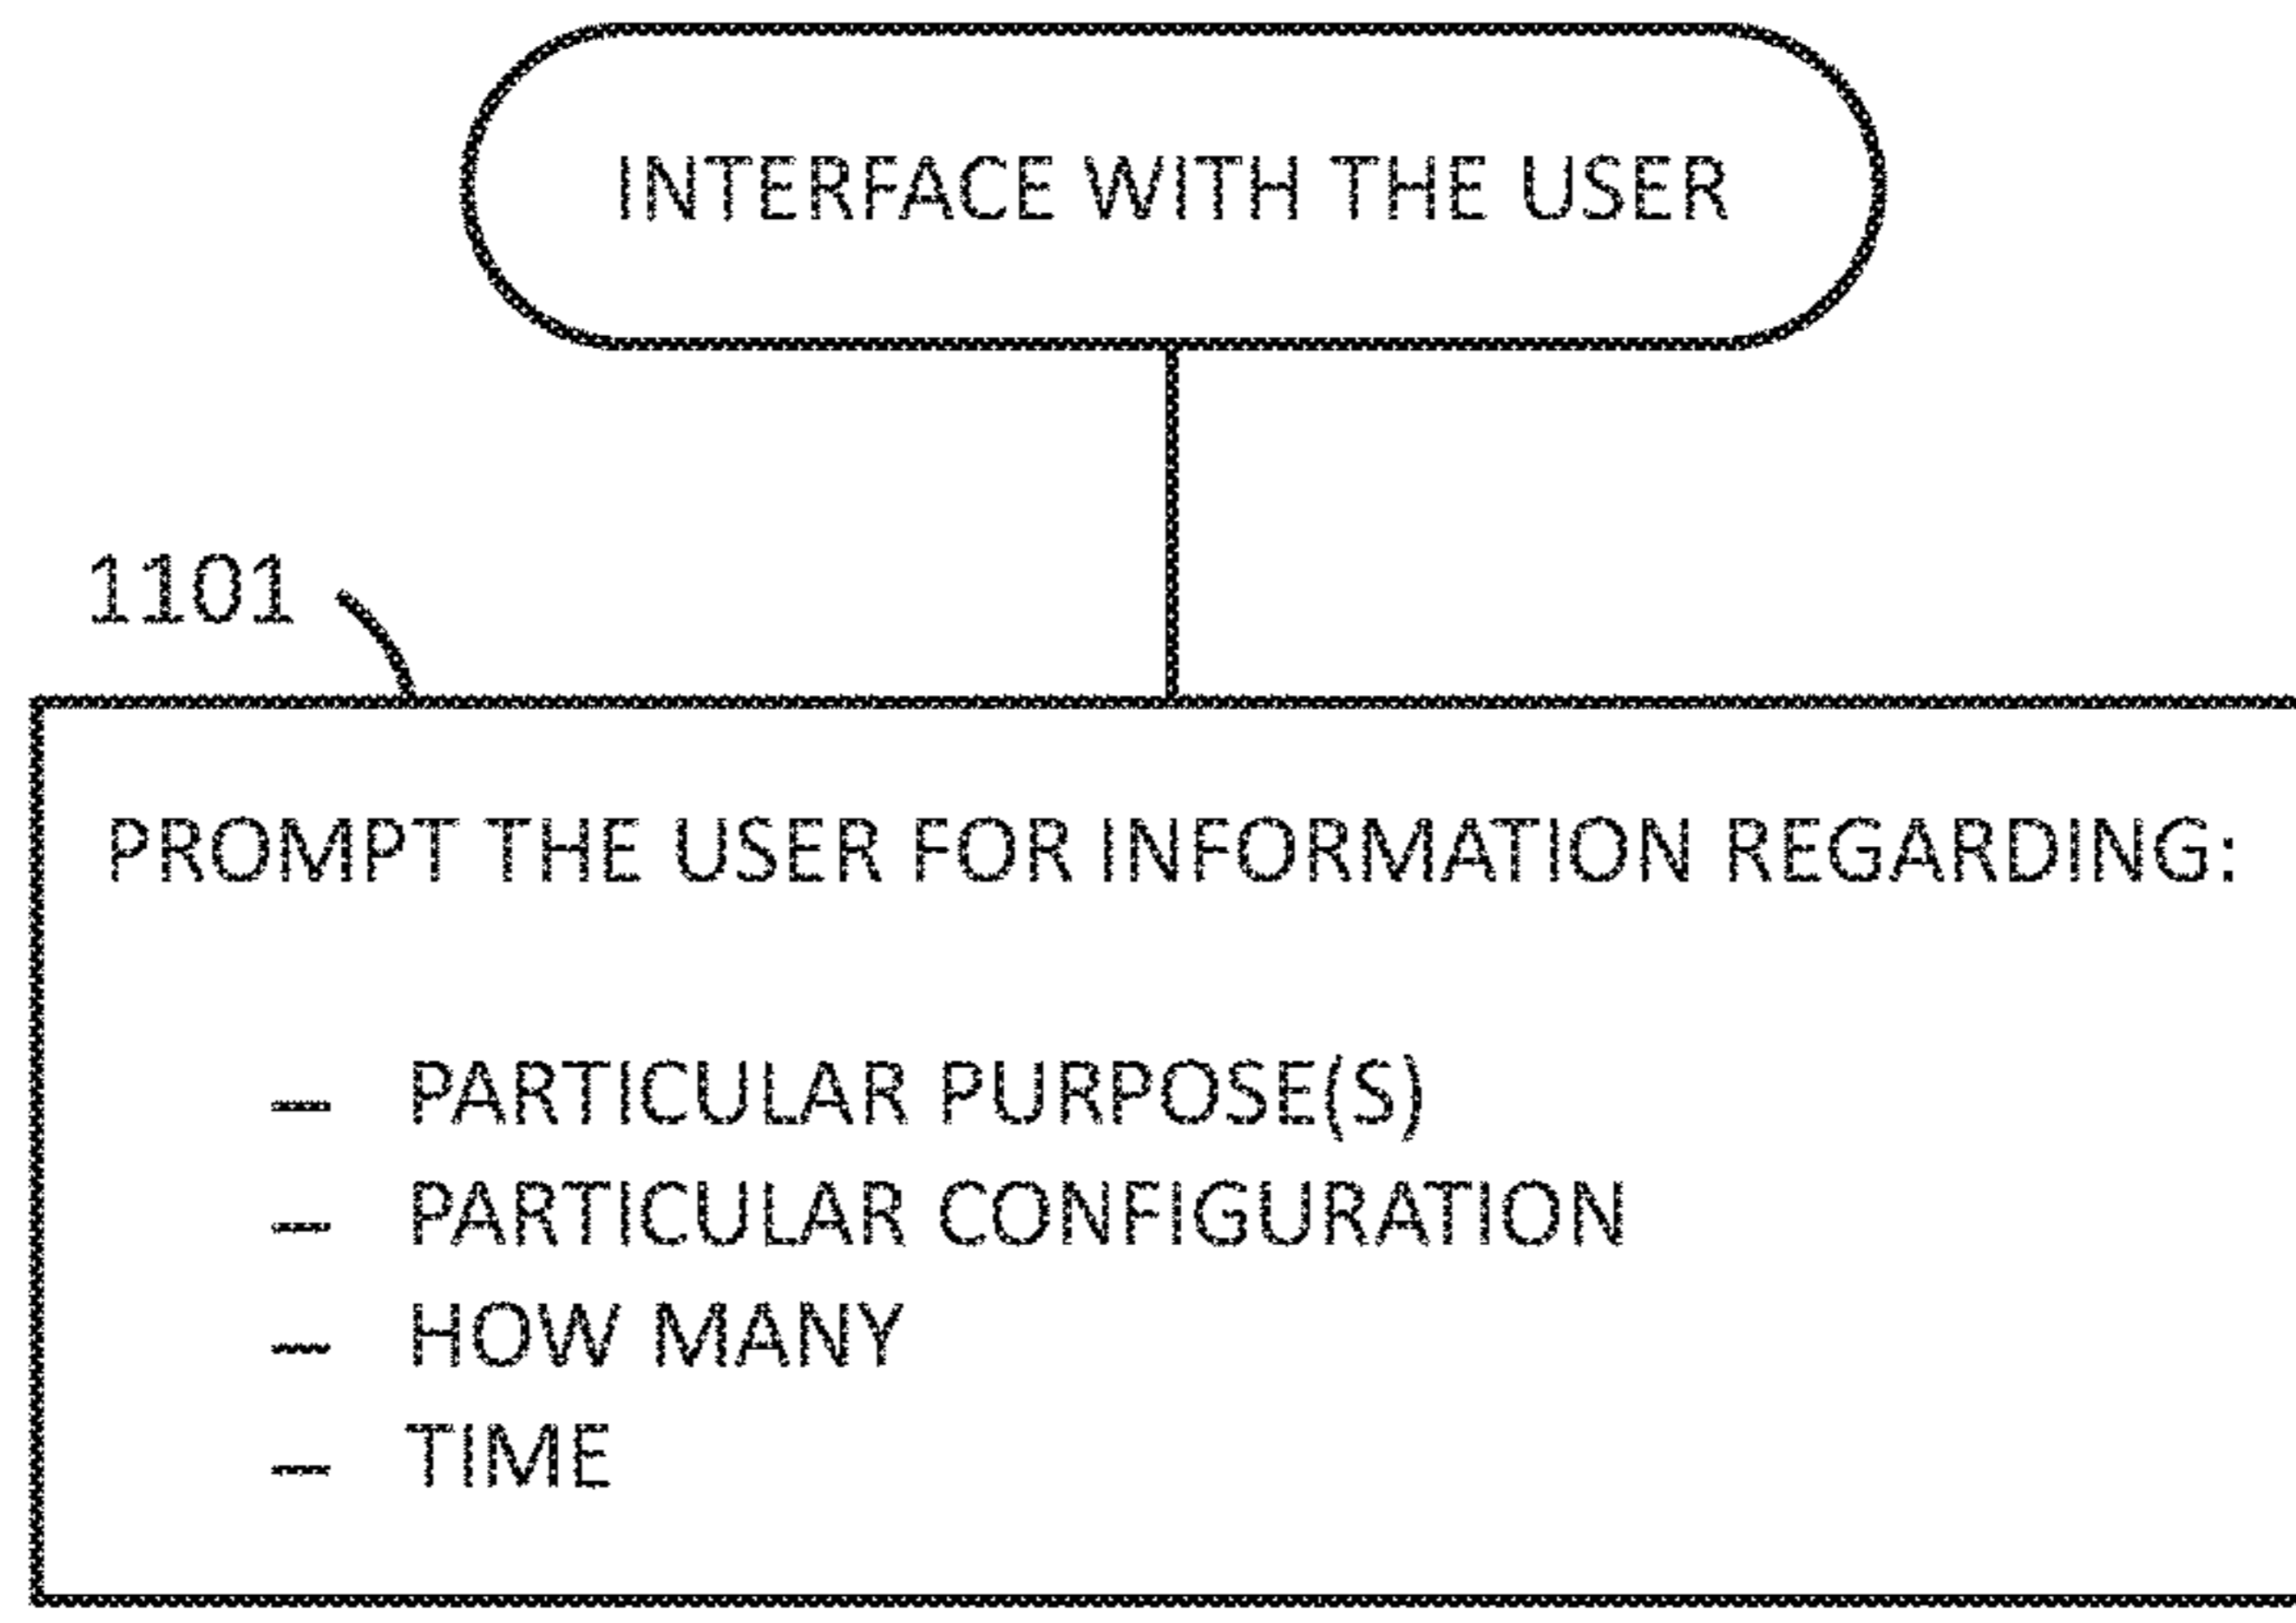 INTERFACE WITH THE USER
1101
PROMPT THE USER FOR INFORMATION REGARDING:
– PARTICULAR PURPOSE(S)
– PARTICULAR CONFIGURATION
– HOW MANY
– TIME